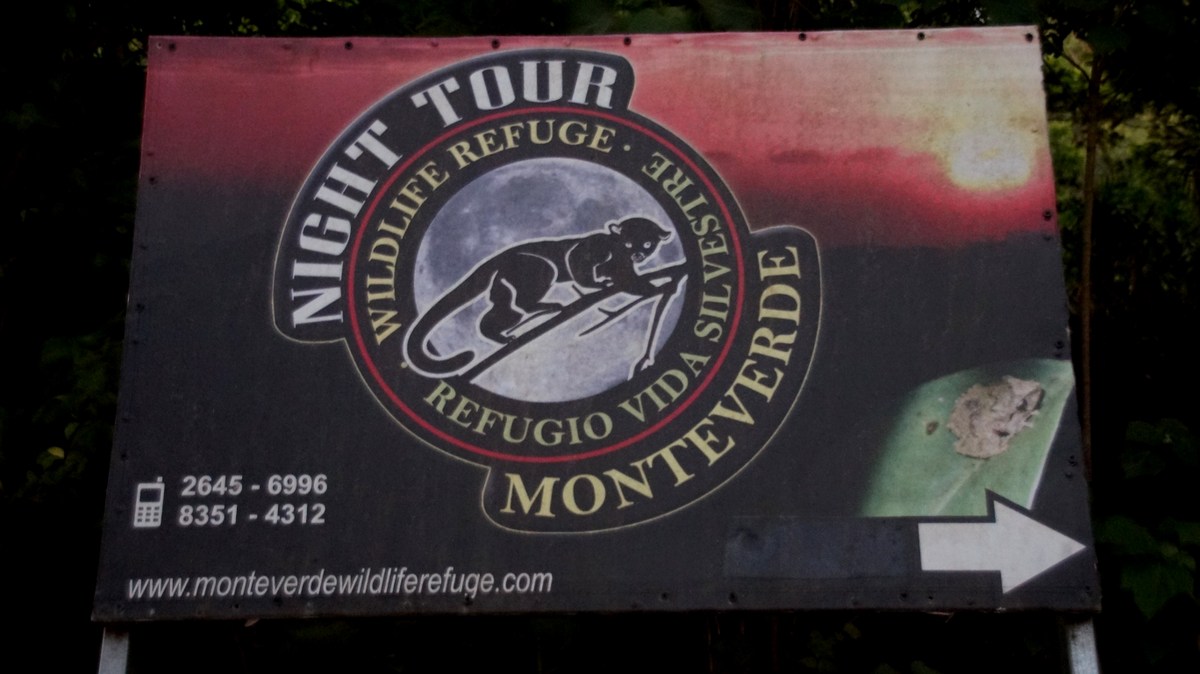 NIGHT TOUR
WILDLIFE REFUGE ·
REFUGIO VIDA SILVESTRE
MONTEVERDE
2645 - 6996
8351 - 4312
www.monteverdewildliferefuge.com